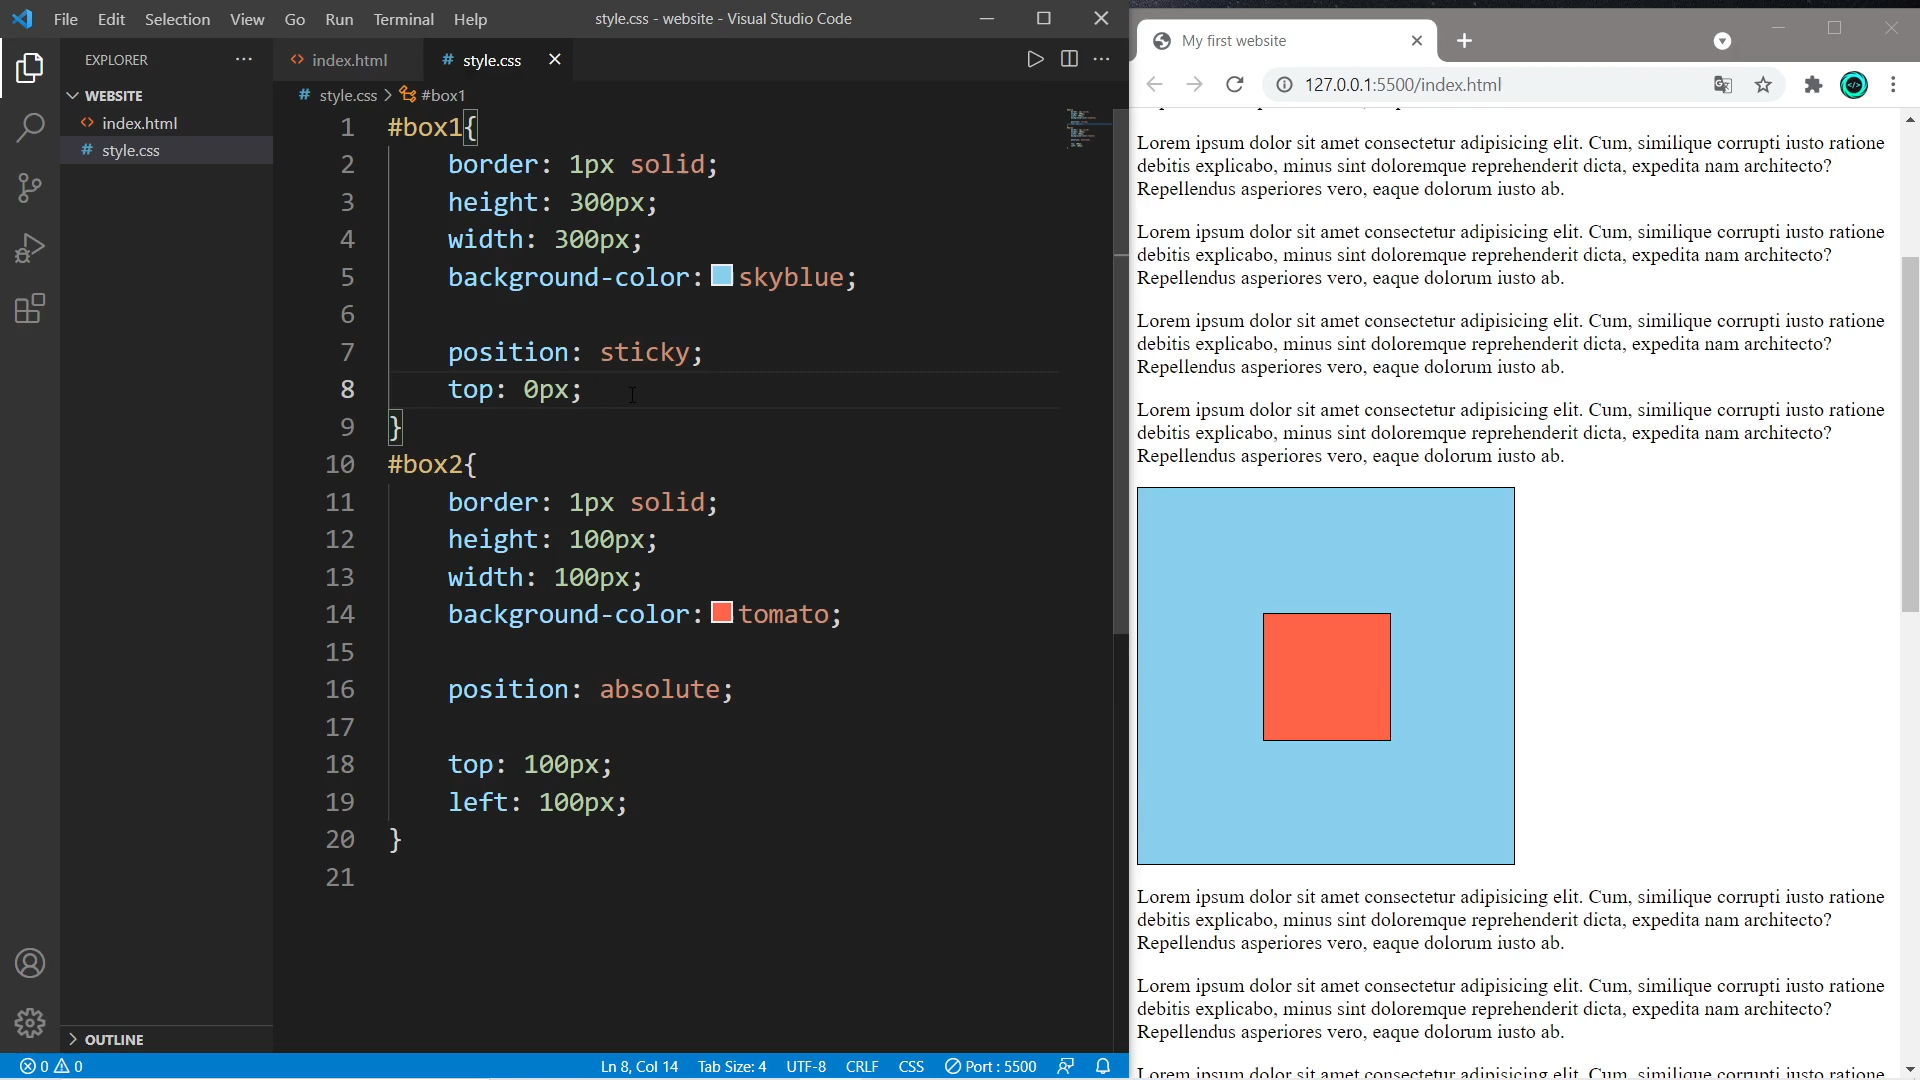 File Edit Selection View Go Run Terminal Help
style.css - website - Visual Studio Code
EXPLORER
WEBSITE
index.html
# style.css
OUTLINE
index.html
# style.css
# style.css > #box1
1 #box1{
2 border: 1px solid;
3 height: 300px;
4 width: 300px;
5 background-color: skyblue;
6
7 position: sticky;
8 top: 0px;
9 }
10 #box2{
11 border: 1px solid;
12 height: 100px;
13 width: 100px;
14 background-color: tomato;
15
16 position: absolute;
17
18 top: 100px;
19 left: 100px;
20 }
21
0 0
Ln 8, Col 14 Tab Size: 4 UTF-8 CRLF CSS Port : 5500
My first website
127.0.0.1:5500/index.html
Lorem ipsum dolor sit amet consectetur adipisicing elit. Cum, similique corrupti iusto ratione
debitis explicabo, minus sint doloremque reprehenderit dicta, expedita nam architecto?
Repellendus asperiores vero, eaque dolorum iusto ab.
Lorem ipsum dolor sit amet consectetur adipisicing elit. Cum, similique corrupti iusto ratione
debitis explicabo, minus sint doloremque reprehenderit dicta, expedita nam architecto?
Repellendus asperiores vero, eaque dolorum iusto ab.
Lorem ipsum dolor sit amet consectetur adipisicing elit. Cum, similique corrupti iusto ratione
debitis explicabo, minus sint doloremque reprehenderit dicta, expedita nam architecto?
Repellendus asperiores vero, eaque dolorum iusto ab.
Lorem ipsum dolor sit amet consectetur adipisicing elit. Cum, similique corrupti iusto ratione
debitis explicabo, minus sint doloremque reprehenderit dicta, expedita nam architecto?
Repellendus asperiores vero, eaque dolorum iusto ab.
Lorem ipsum dolor sit amet consectetur adipisicing elit. Cum, similique corrupti iusto ratione
debitis explicabo, minus sint doloremque reprehenderit dicta, expedita nam architecto?
Repellendus asperiores vero, eaque dolorum iusto ab.
Lorem ipsum dolor sit amet consectetur adipisicing elit. Cum, similique corrupti iusto ratione
debitis explicabo, minus sint doloremque reprehenderit dicta, expedita nam architecto?
Repellendus asperiores vero, eaque dolorum iusto ab.
Lorem ipsum dolor sit amet consectetur adipisicing elit. Cum, similique corrupti iusto ratione